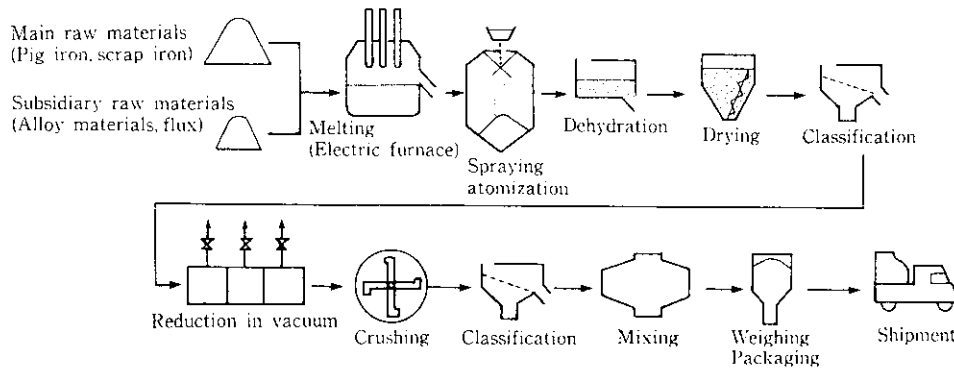 Main raw materials
(Pig iron, scrap iron)
Subsidiary raw materials
(Alloy materials, flux)
Melting
(Electric furnace)
Spraying
atomization
Dehydration
Drying
Classification
Reduction in vacuum
Crushing
Classification
Mixing
Weighing
Packaging
Shipment